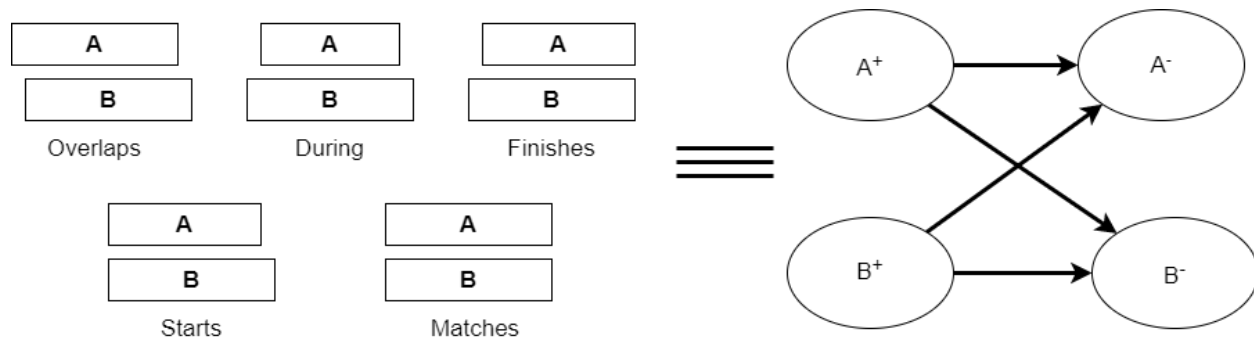 A A A A⁺ A⁻
B B B
Overlaps During Finishes
A A
B B B⁺ B⁻
Starts Matches